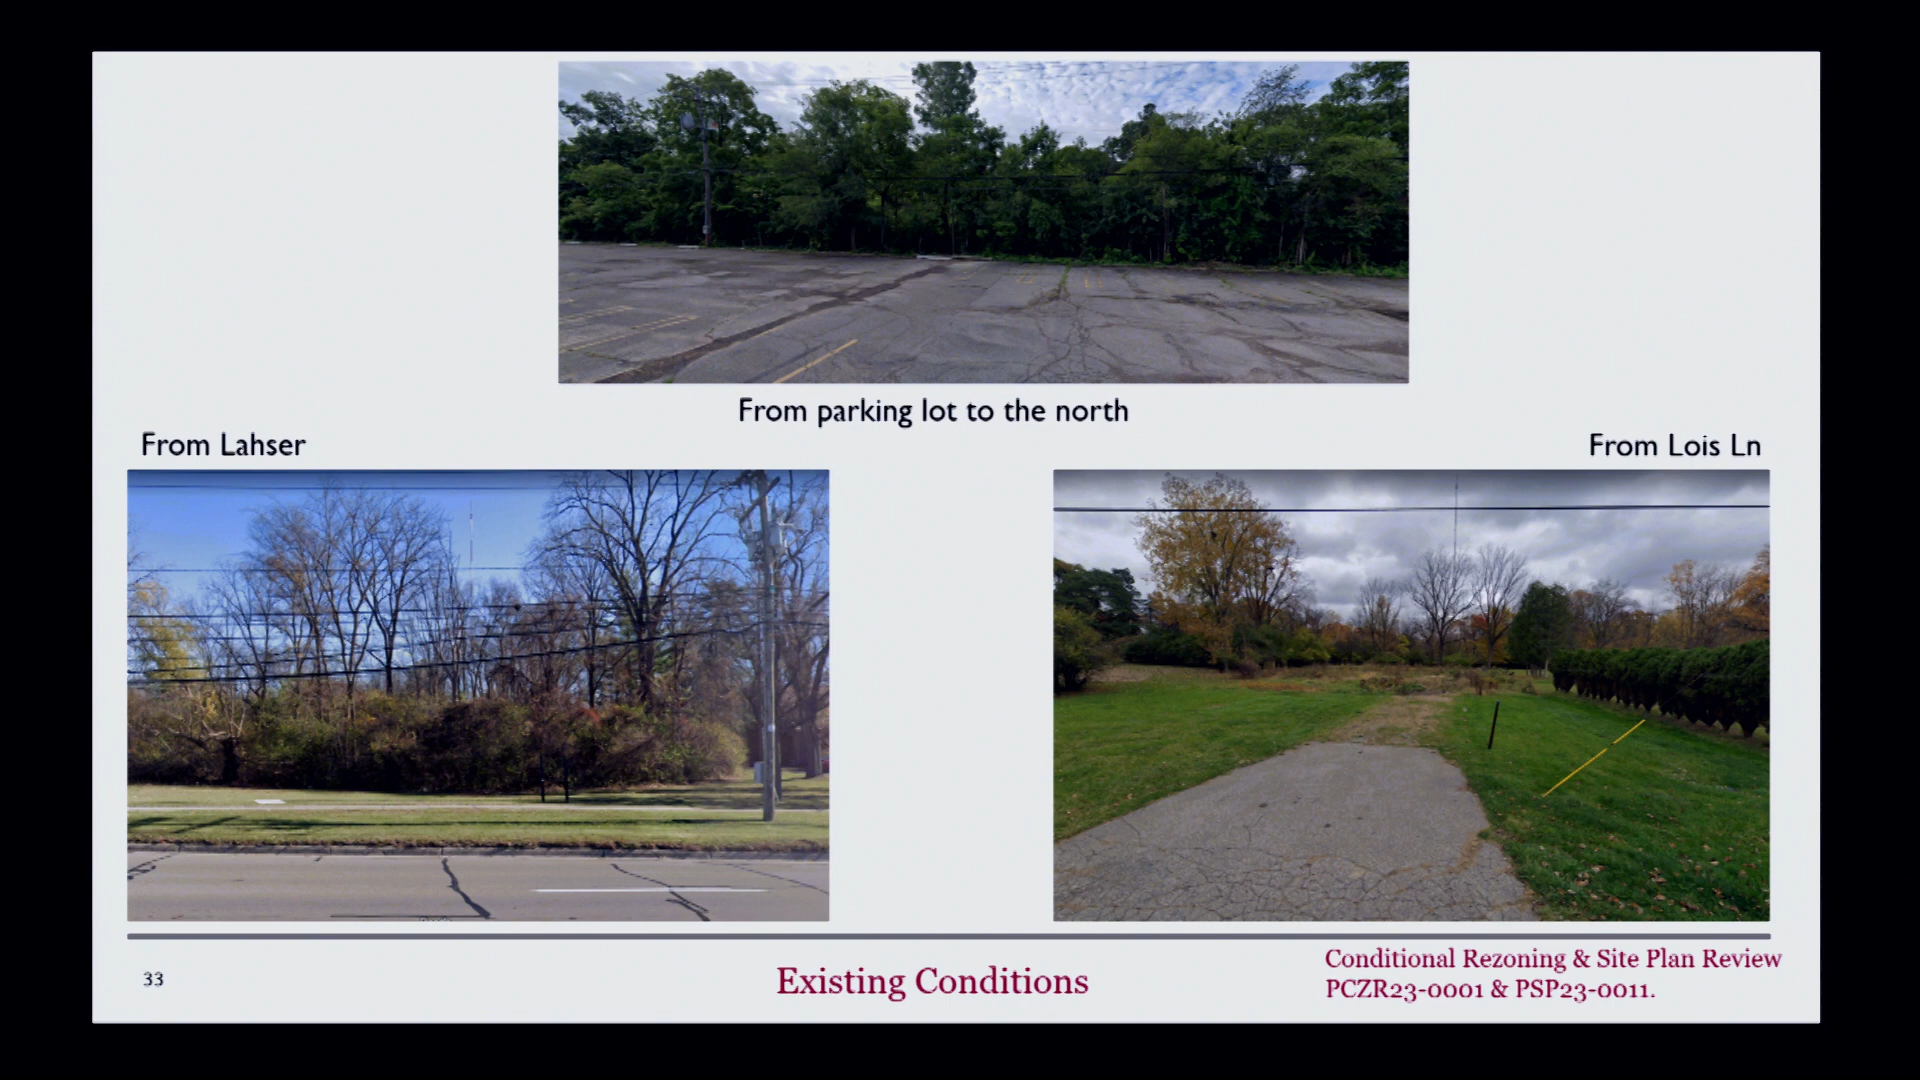 From parking lot to the north
From Lahser
From Lois Ln
33
Existing Conditions
Conditional Rezoning & Site Plan Review
PCZR23-0001 & PSP23-0011.